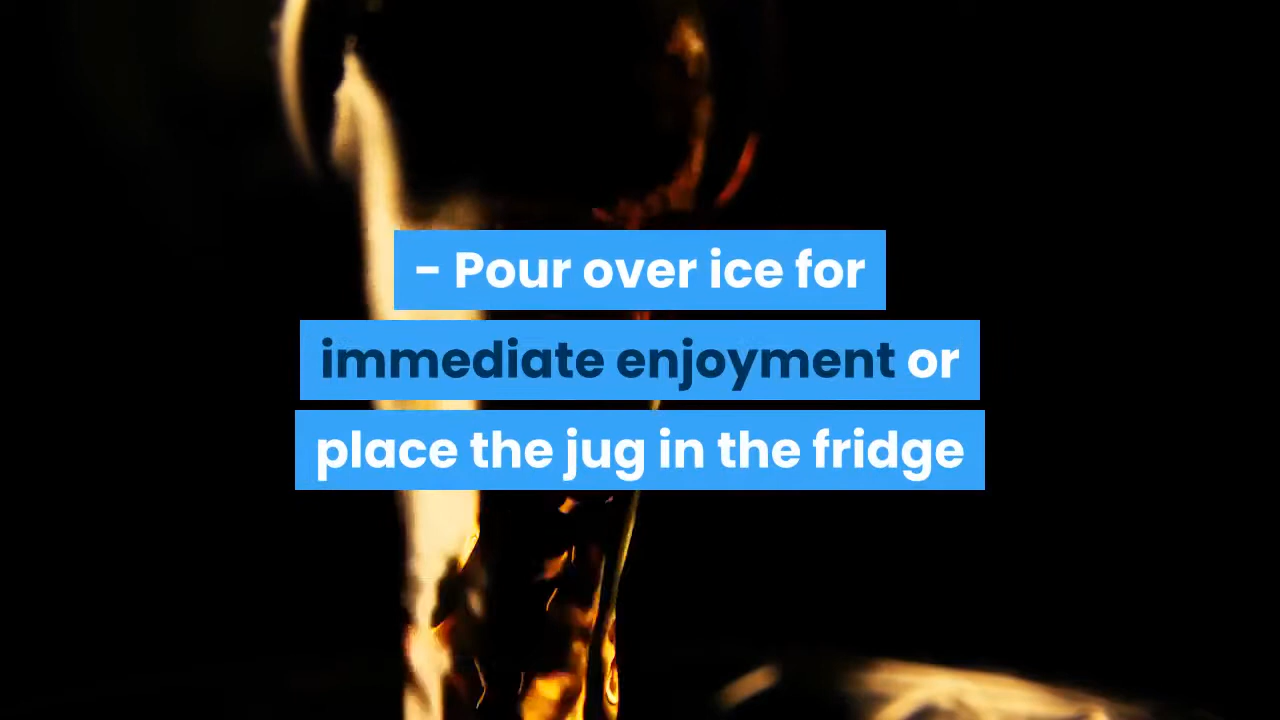 - Pour over ice for
immediate enjoyment or
place the jug in the fridge